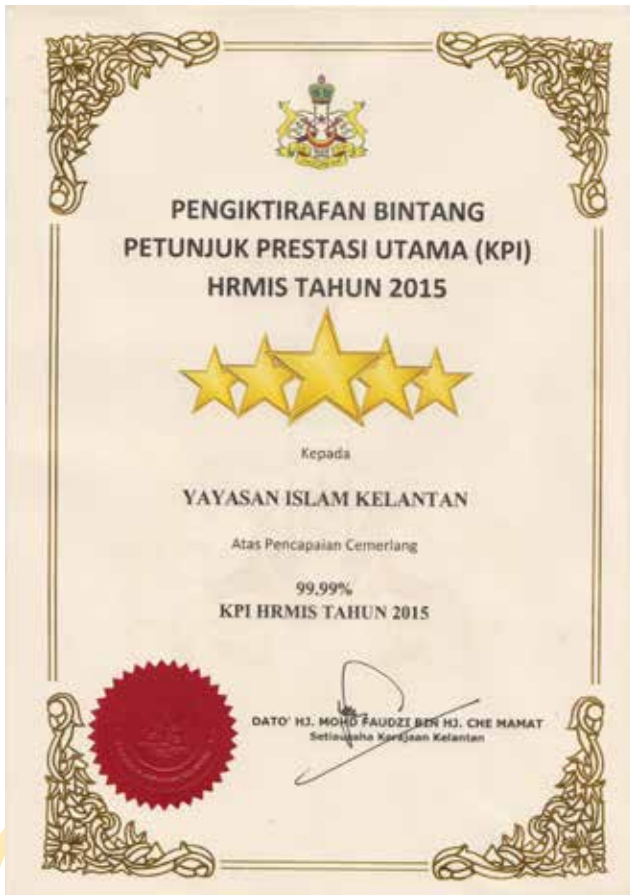 PENGIKTIRAFAN BINTANG
PETUNJUK PRESTASI UTAMA (KPI)
HRMIS TAHUN 2015
Kepada
YAYASAN ISLAM KELANTAN
Atas Pencapaian Cemerlang
99.99%
KPI HRMIS TAHUN 2015
DATO' HJ. MOHD FAUDZI BIN HJ. CHE MAMAT
Setiausaha Kerajaan Kelantan